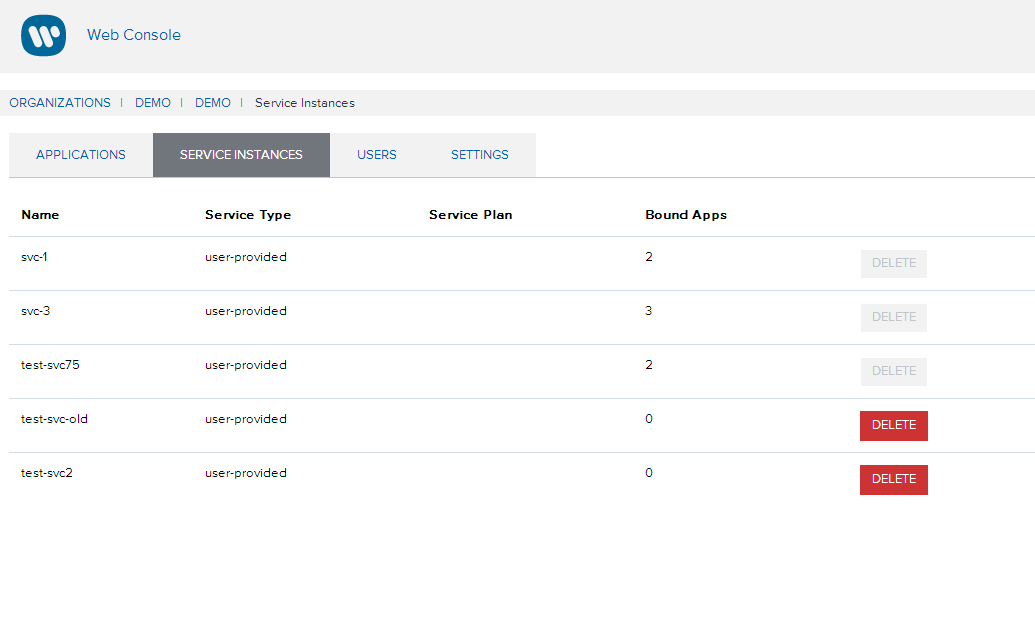 Web Console
ORGANIZATIONS | DEMO | DEMO | Service Instances
APPLICATIONS SERVICE INSTANCES USERS SETTINGS
Name Service Type Service Plan Bound Apps
svc-1 user-provided 2 DELETE
svc-3 user-provided 3 DELETE
test-svc75 user-provided 2 DELETE
test-svc-old user-provided 0 DELETE
test-svc2 user-provided 0 DELETE